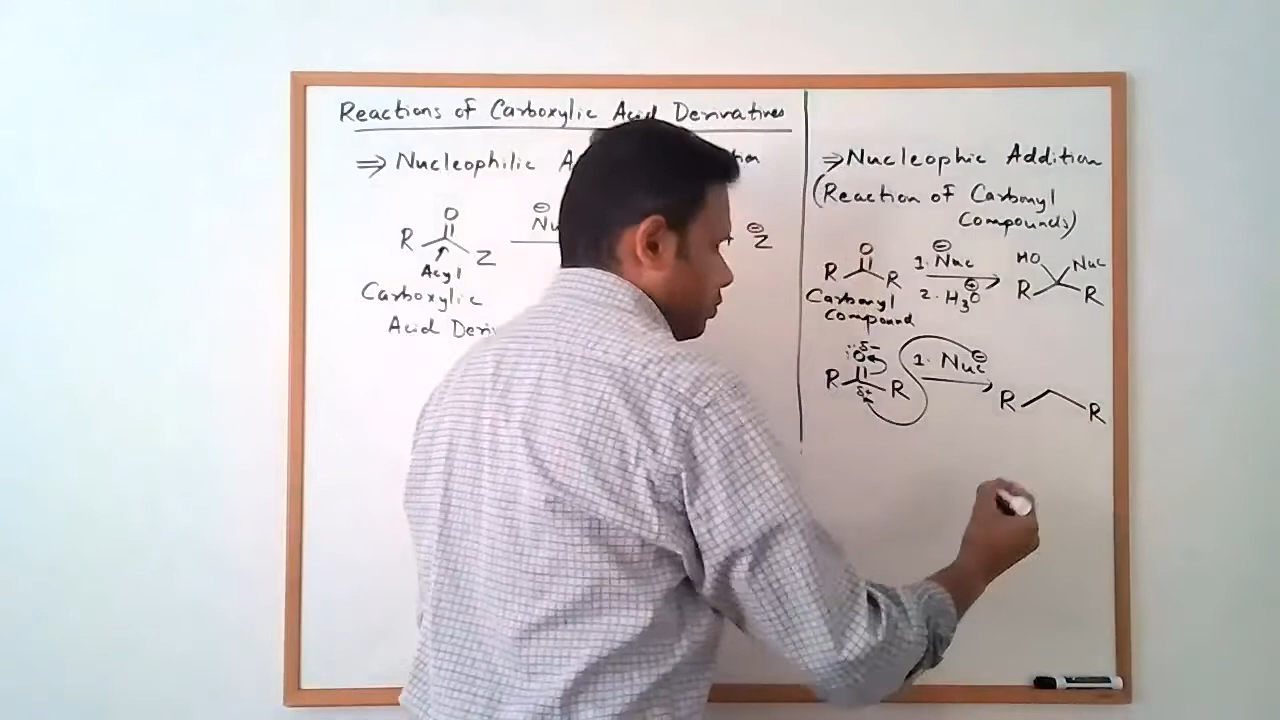 Reactions of Carboxylic Acid Derivatives
⇒ Nucleophilic
O
R Z
Acyl
Carboxylic
Acid
⊖
+ ⊖Z
⇒ Nucleophic Addition
(Reaction of Carbonyl
Compounds)
O
R R
1. ⊖Nuc
2. H3O⊕
HO Nuc
R R
Carbonyl
Compound
δ-
:O:
R R
δ+
1. Nuc⊖
R R